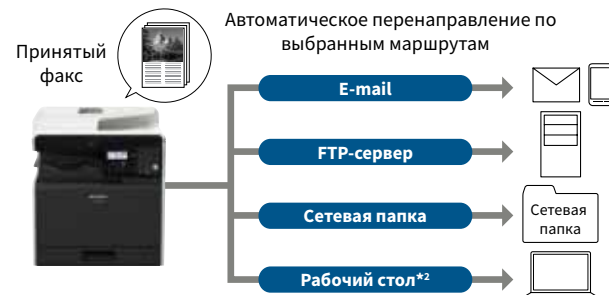 Автоматическое перенаправление по
выбранным маршрутам
Принятый
факс
E-mail
FTP-сервер
Сетевая папка
Сетевая
папка
Рабочий стол*²